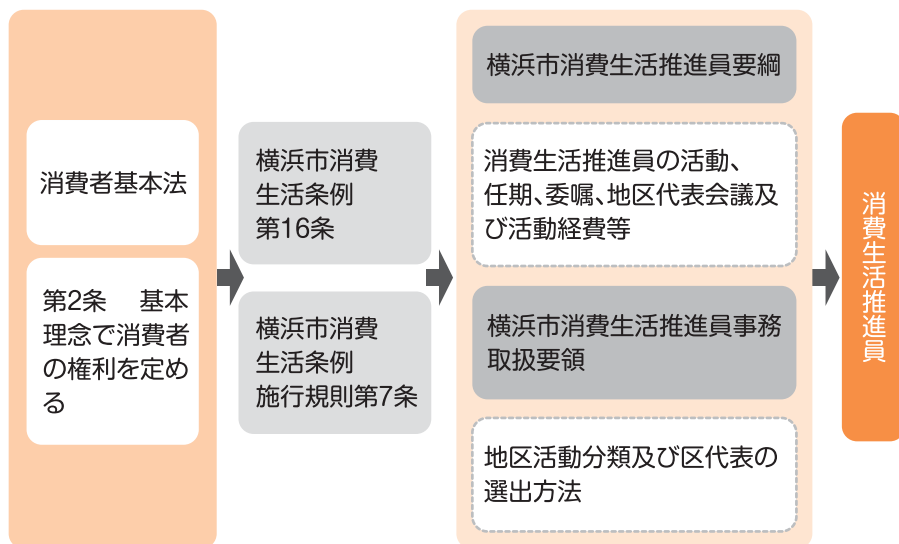 消費者基本法
第2条　基本
理念で消費者
の権利を定め
る
横浜市消費
生活条例
第16条
横浜市消費
生活条例
施行規則第7条
横浜市消費生活推進員要綱
消費生活推進員の活動、
任期、委嘱、地区代表会議及
び活動経費等
横浜市消費生活推進員事務
取扱要領
地区活動分類及び区代表の
選出方法
消費生活推進員